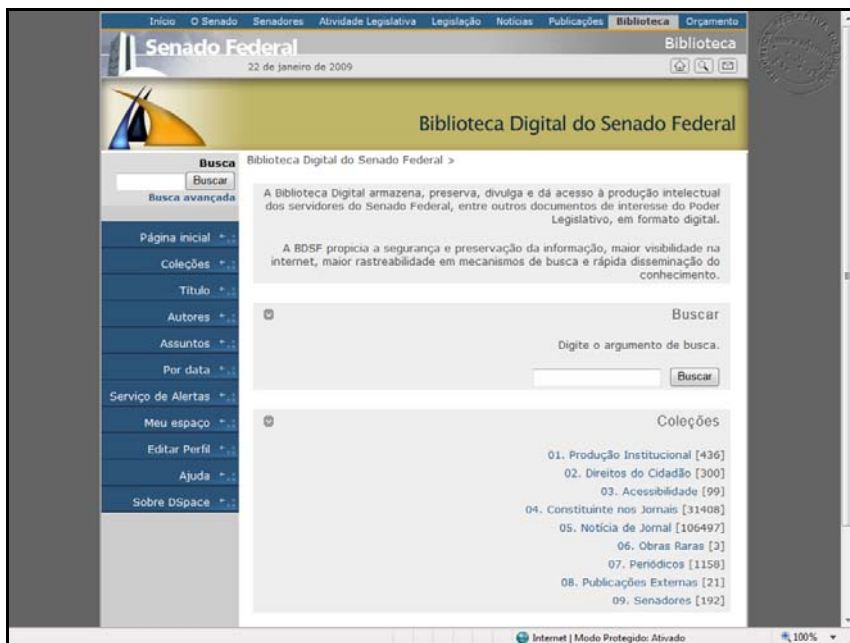 Início O Senado Senadores Atividade Legislativa Legislação Notícias Publicações Biblioteca Orçamento
Senado Federal
Biblioteca
22 de janeiro de 2009
Biblioteca Digital do Senado Federal
Busca
Buscar
Busca avançada
Página inicial
Coleções
Título
Autores
Assuntos
Por data
Serviço de Alertas
Meu espaço
Editar Perfil
Ajuda
Sobre DSpace
Biblioteca Digital do Senado Federal >
A Biblioteca Digital armazena, preserva, divulga e dá acesso à produção intelectual
dos servidores do Senado Federal, entre outros documentos de interesse do Poder
Legislativo, em formato digital.
A BDSF propicia a segurança e preservação da informação, maior visibilidade na
internet, maior rastreabilidade em mecanismos de busca e rápida disseminação do
conhecimento.
Buscar
Digite o argumento de busca.
Buscar
Coleções
01. Produção Institucional [436]
02. Direitos do Cidadão [300]
03. Acessibilidade [99]
04. Constituinte nos Jornais [31408]
05. Notícia de Jornal [106497]
06. Obras Raras [3]
07. Periódicos [1158]
08. Publicações Externas [21]
09. Senadores [192]
Internet | Modo Protegido: Ativado
100%